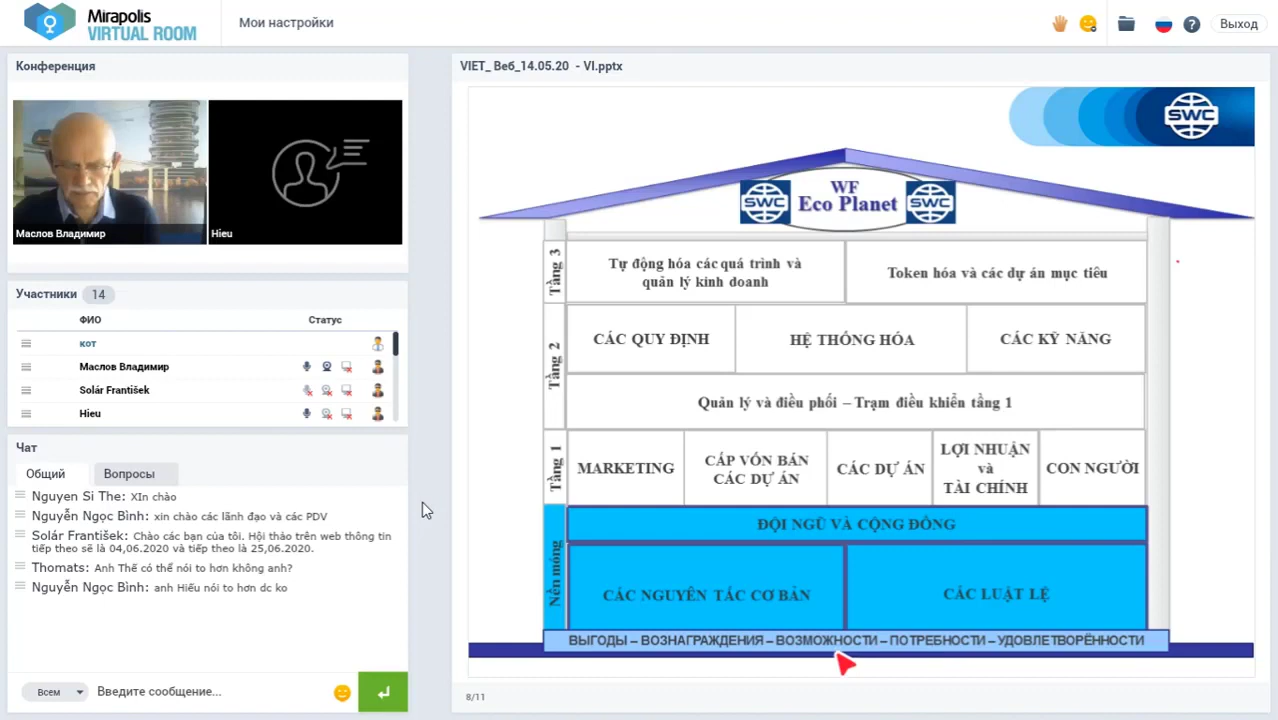 Mirapolis
VIRTUAL ROOM
Мои настройки
?
Выход
Конференция
Маслов Владимир
Hieu
Участники 14
ФИО Статус
кот
Маслов Владимир
Solár František
Hieu
Чат
Общий Вопросы
Nguyen Si The: XIn chào
Nguyễn Ngọc Bình: xin chào các lãnh đạo và các PDV
Solár František: Chào các bạn của tôi. Hội thảo trên web thông tin
tiếp theo sẽ là 04,06.2020 và tiếp theo là 25,06.2020.
Thomats: Anh Thế có thể nói to hơn không anh?
Nguyễn Ngọc Bình: anh Hiếu nói to hơn dc ko
Всем Введите сообщение...
VIET_ Веб_14.05.20 - VI.pptx
SWC
WF
SWC Eco Planet SWC
Tầng 3
Tự động hóa các quá trình và
quản lý kinh doanh
Token hóa và các dự án mục tiêu
Tầng 2
CÁC QUY ĐỊNH
HỆ THỐNG HÓA
CÁC KỸ NĂNG
Quản lý và điều phối – Trạm điều khiển tầng 1
Tầng 1
MARKETING
CẤP VỐN BÁN
CÁC DỰ ÁN
CÁC DỰ ÁN
LỢI NHUẬN
và
TÀI CHÍNH
CON NGƯỜI
Nền móng
ĐỘI NGŨ VÀ CỘNG ĐỒNG
CÁC NGUYÊN TẮC CƠ BẢN
CÁC LUẬT LỆ
ВЫГОДЫ – ВОЗНАГРАЖДЕНИЯ – ВОЗМОЖНОСТИ – ПОТРЕБНОСТИ – УДОВЛЕТВОРЁННОСТИ
8/11